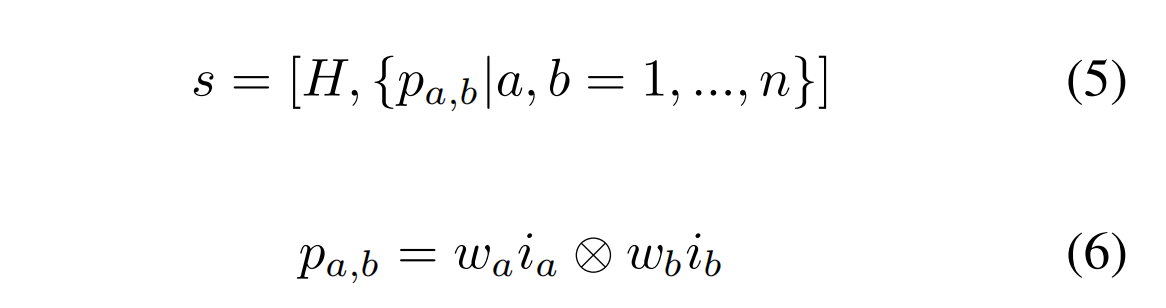 s = [H, {p_{a,b}|a, b = 1, ..., n}] (5)
p_{a,b} = w_a i_a ⊗ w_b i_b (6)